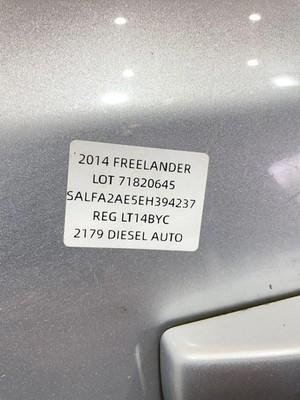 2014 FREELANDER
LOT 71820645
SALFA2AE5EH394237
REG LT14BYC
2179 DIESEL AUTO